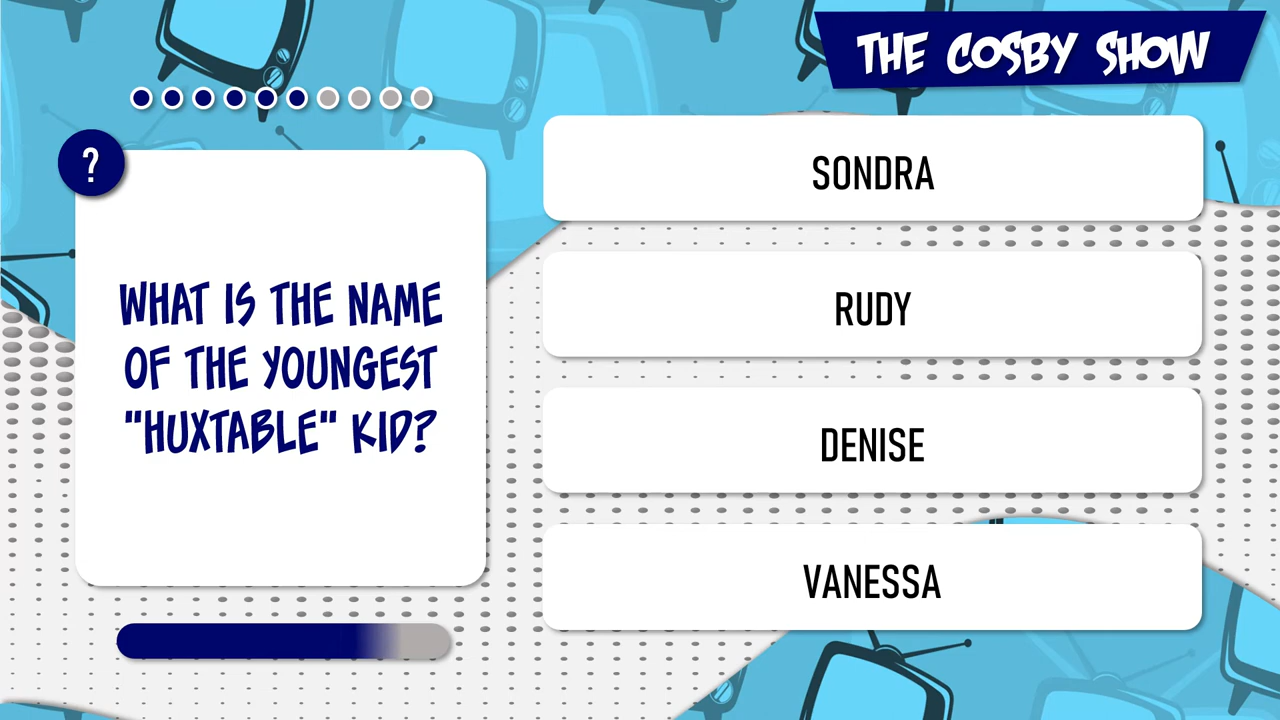 THE COSBY SHOW
?
WHAT IS THE NAME
OF THE YOUNGEST
"HUXTABLE" KID?
SONDRA
RUDY
DENISE
VANESSA